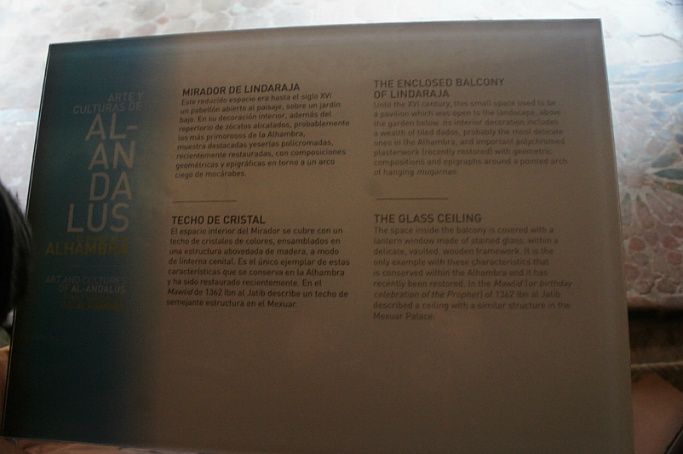 ARTE Y
CULTURAS DE
AL-
AN
DA
LUS
ALHAMBRA
ART AND CULTURES
OF AL-ANDALUS
MIRADOR DE LINDARAJA
Este reducido espacio era hasta el siglo XVI
un pabellón abierto al paisaje, sobre un jardín
bajo. En su decoración interior, además del
repertorio de zócalos alicatados, probablemente
los más primorosos de la Alhambra,
muestra destacadas yeserías policromadas,
recientemente restauradas, con composiciones
geométricas y epigráficas en torno a un arco
ciego de mocárabes.
TECHO DE CRISTAL
El espacio interior del Mirador se cubre con un
techo de cristales de colores, ensamblados en
una estructura abovedada de madera, a modo
de linterna cenital. Es el único ejemplar de estas
características que se conserva en la Alhambra
y ha sido restaurado recientemente. En el
Mawlid de 1362 Ibn al Jatib describe un techo de
semejante estructura en el Mexuar.
THE ENCLOSED BALCONY
OF LINDARAJA
Until the XVI century, this small space used to be
a pavilion which was open to the landscape, above
the garden below. Its interior decoration includes
a wealth of tiled dados, probably the most delicate
ones in the Alhambra, and important polychromed
plasterwork (recently restored) with geometric
compositions and epigraphs around a pointed arch
of hanging muqarnas.
THE GLASS CEILING
The space inside the balcony is covered with a
lantern window made of stained glass, within a
delicate, vaulted, wooden framework. It is the
only example with these characteristics that
is conserved within the Alhambra and it has
recently been restored. In the Mawlid (or birthday
celebration of the Prophet) of 1362 Ibn al Jatib
described a ceiling with a similar structure in the
Mexuar Palace.